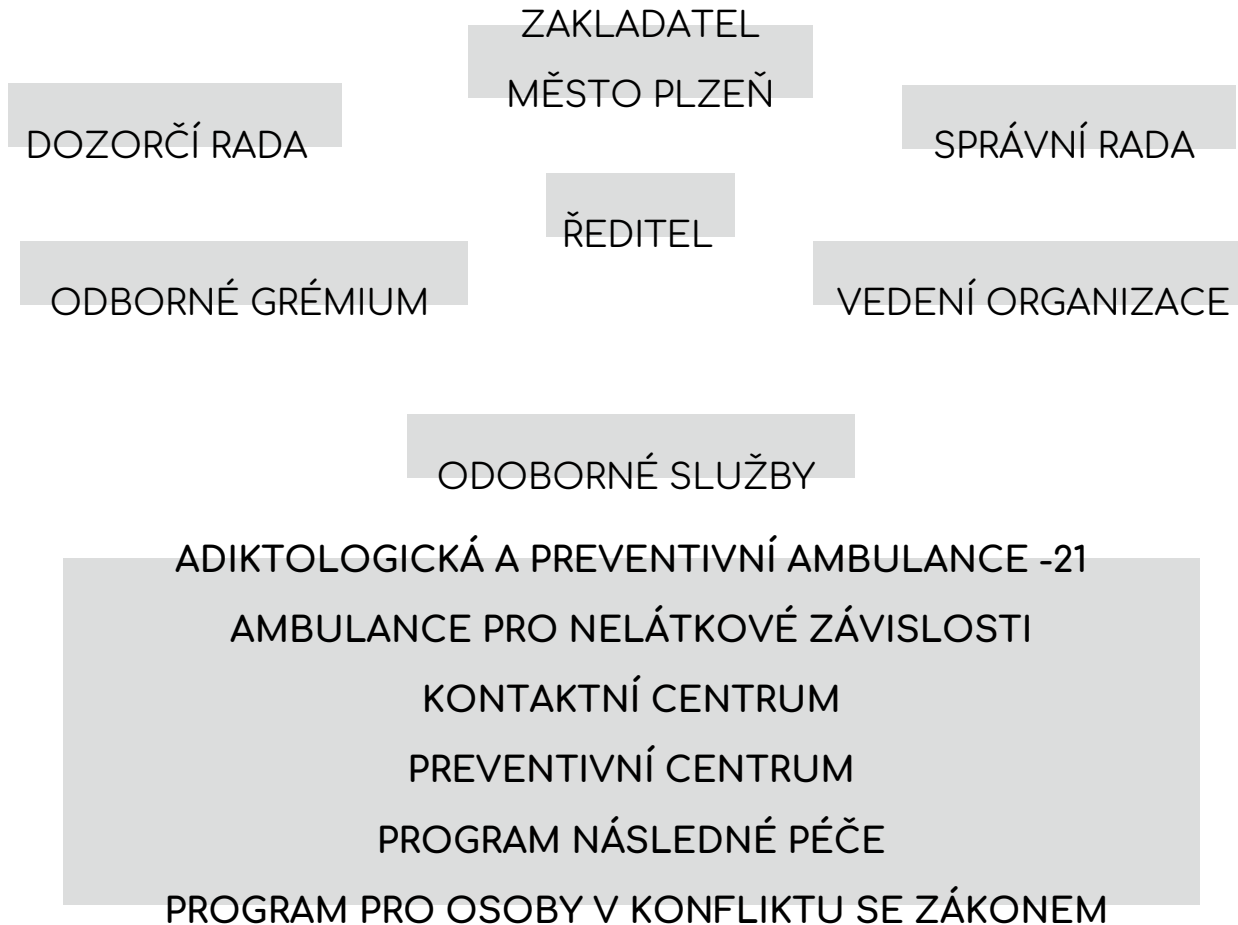 ZAKLADATEL
MĚSTO PLZEŇ
DOZORČÍ RADA
SPRÁVNÍ RADA
ŘEDITEL
ODBORNÉ GRÉMIUM
VEDENÍ ORGANIZACE
ODOBORNÉ SLUŽBY
ADIKTOLOGICKÁ A PREVENTIVNÍ AMBULANCE -21
AMBULANCE PRO NELÁTKOVÉ ZÁVISLOSTI
KONTAKTNÍ CENTRUM
PREVENTIVNÍ CENTRUM
PROGRAM NÁSLEDNÉ PÉČE
PROGRAM PRO OSOBY V KONFLIKTU SE ZÁKONEM